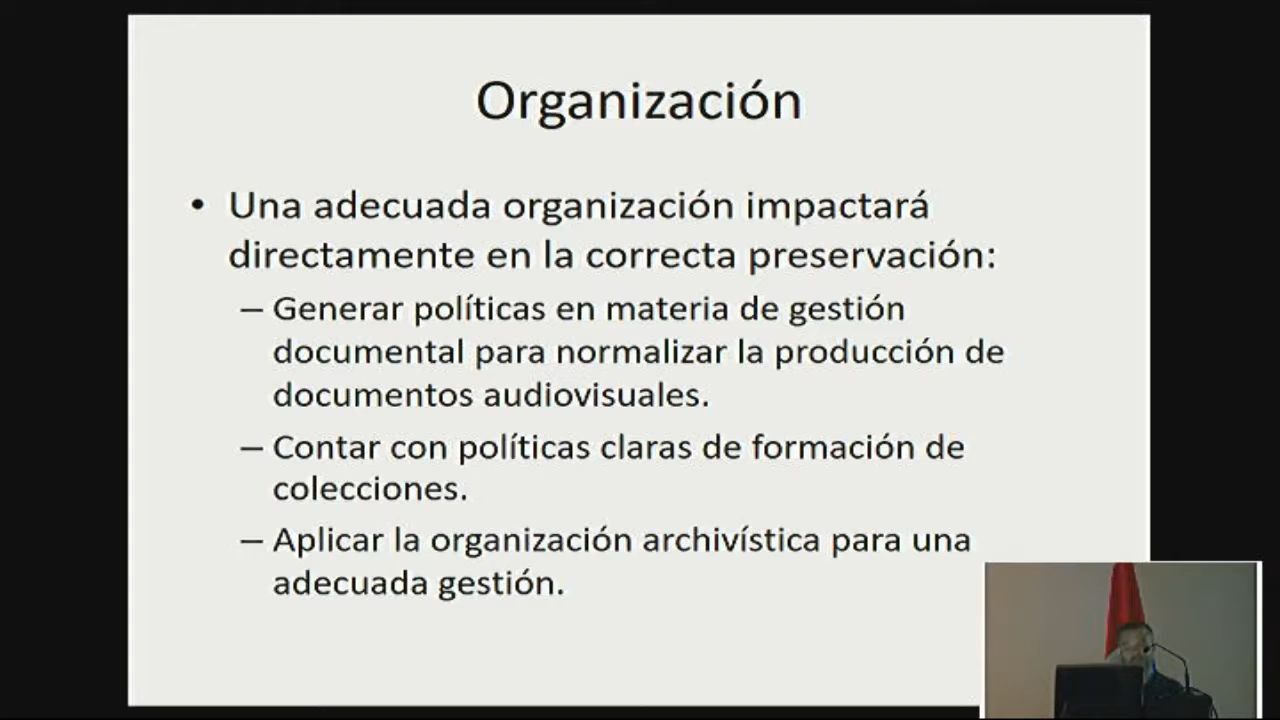 Organización
• Una adecuada organización impactará
directamente en la correcta preservación:
– Generar políticas en materia de gestión
documental para normalizar la producción de
documentos audiovisuales.
– Contar con políticas claras de formación de
colecciones.
– Aplicar la organización archivística para una
adecuada gestión.